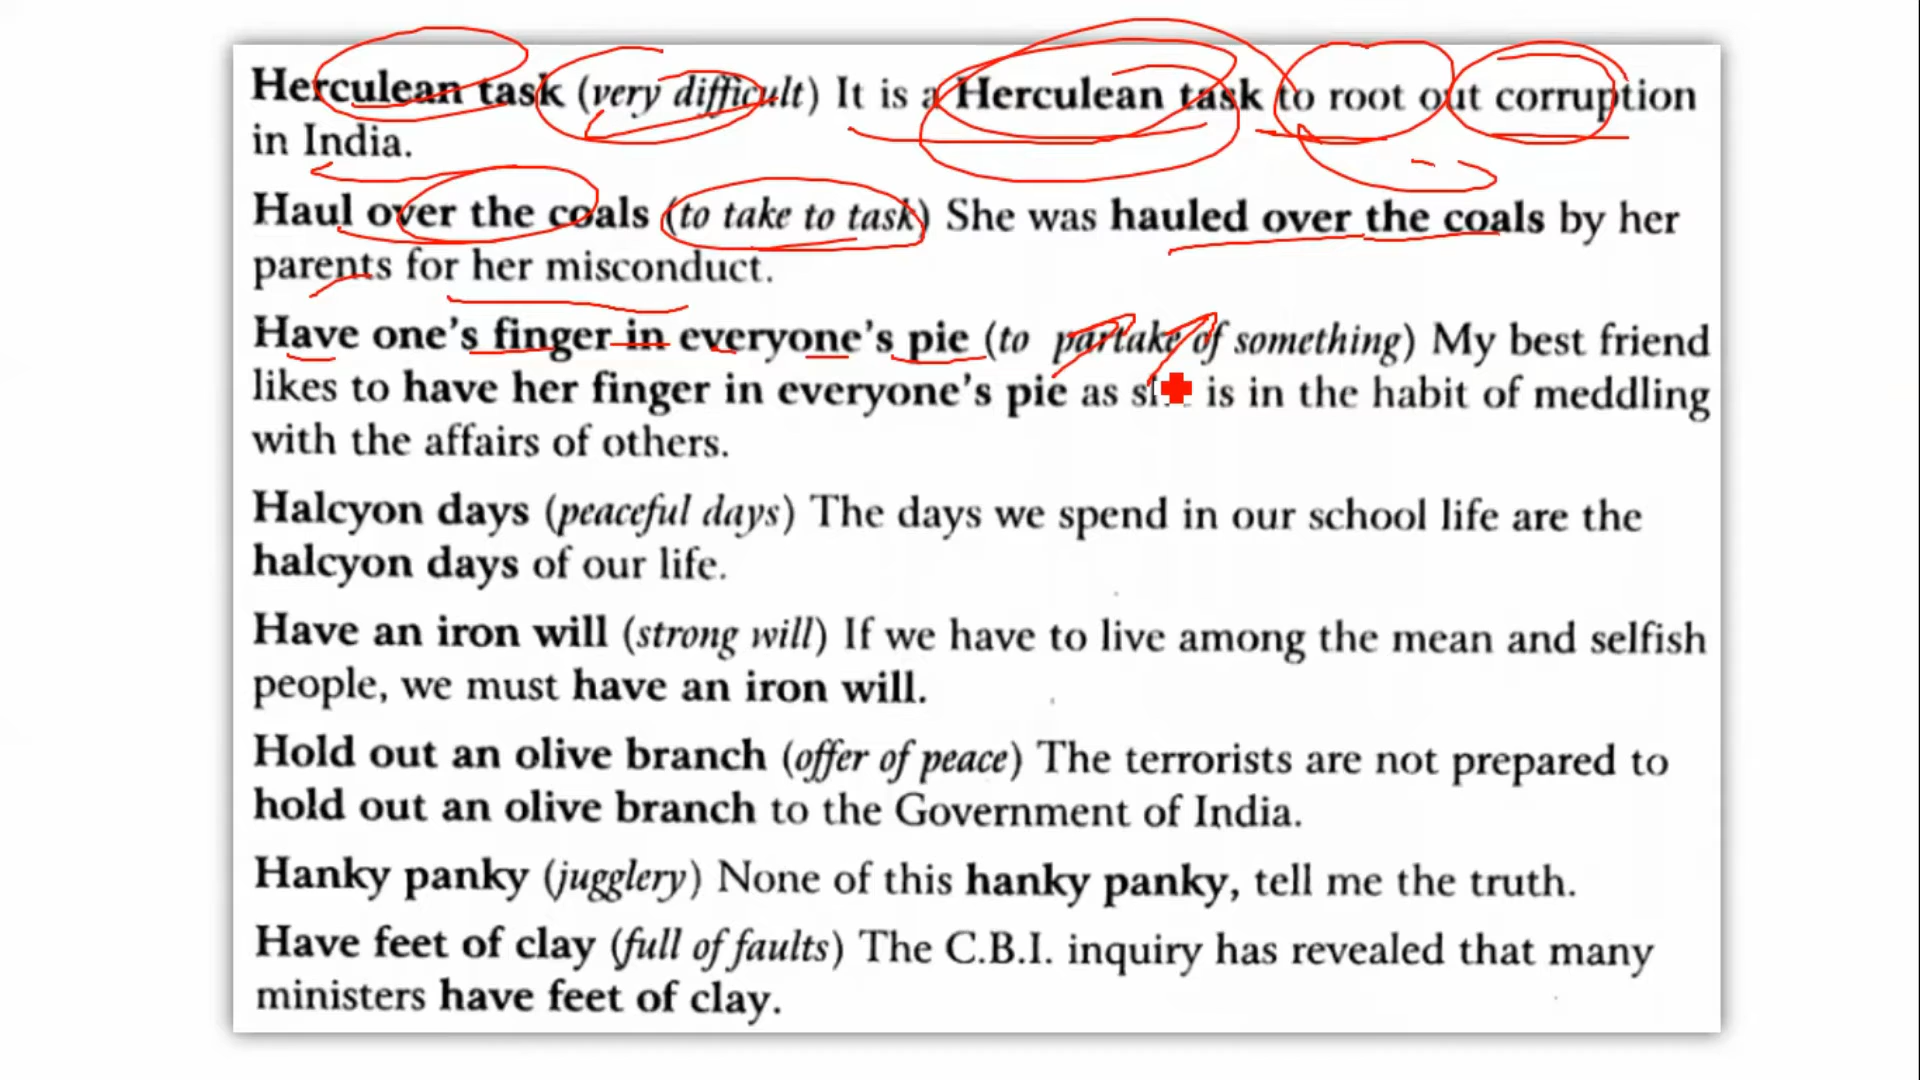 Herculean task (very difficult) It is a Herculean task to root out corruption
in India.
Haul over the coals (to take to task) She was hauled over the coals by her
parents for her misconduct.
Have one's finger in everyone's pie (to partake of something) My best friend
likes to have her finger in everyone's pie as is in the habit of meddling
with the affairs of others.
Halcyon days (peaceful days) The days we spend in our school life are the
halcyon days of our life.
Have an iron will (strong will) If we have to live among the mean and selfish
people, we must have an iron will.
Hold out an olive branch (offer of peace) The terrorists are not prepared to
hold out an olive branch to the Government of India.
Hanky panky (jugglery) None of this hanky panky, tell me the truth.
Have feet of clay (full of faults) The C.B.I. inquiry has revealed that many
ministers have feet of clay.